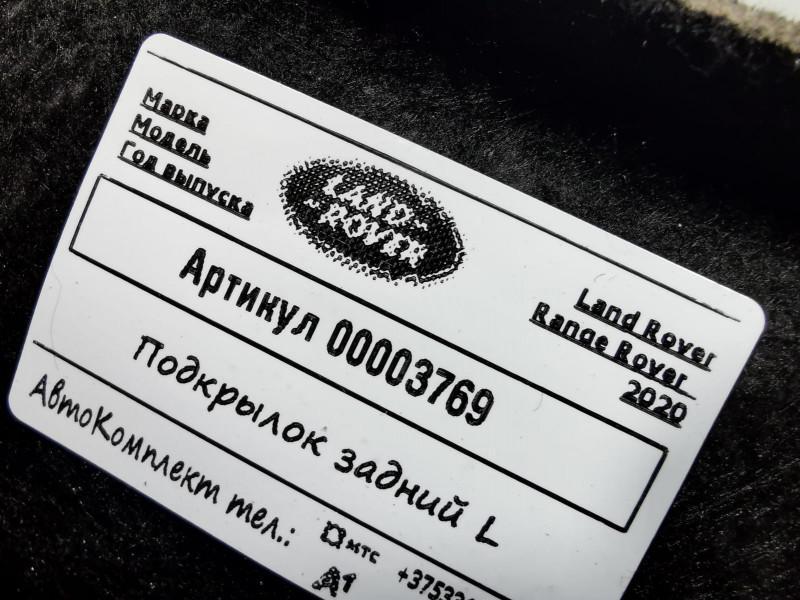 Марка
Модель
Год выпуска
LAND
ROVER
Land Rover
Range Rover
2020
Артикул 00003769
Подкрылок задний L
АвтоКомплект тел.:
мтс
A1